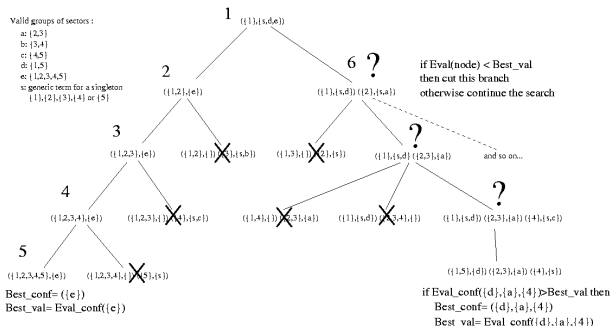 Valid groups of sectors :
a: {2,3}
b: {3,4}
c: {4,5}
d: {1,5}
e: {1,2,3,4,5}
s: generic term for a singleton
{1},{2},{3},{4} or {5}
1
({1},{s,d,e})
2
({1,2},{e})
6
?
({1},{s,d}) ({2},{s,a})
if Eval(node) < Best_val
then cut this branch
otherwise continue the search
3
({1,2,3},{e})
({1,2},{}) ({3},{s,b})
({1,3},{}) ({2},{s})
?
({1},{s,d} ({2,3},{a})
and so on...
4
({1,2,3,4},{e})
({1,2,3},{}) ({4},{s,c})
({1,4},{}) ({2,3},{a})
({1},{s,d}) ({2,3,4},{})
?
({1},{s,d}) ({2,3},{a}) ({4},{s,c})
5
({1,2,3,4,5},{e})
({1,2,3,4},{}) ({5},{s})
({1,5},{d}) ({2,3},{a}) ({4},{s})
Best_conf= ({e})
Best_val= Eval_conf({e})
if Eval_conf({d},{a},{4})>Best_val then
Best_conf= ({d},{a},{4})
Best_val= Eval_conf({d},{a},{4})